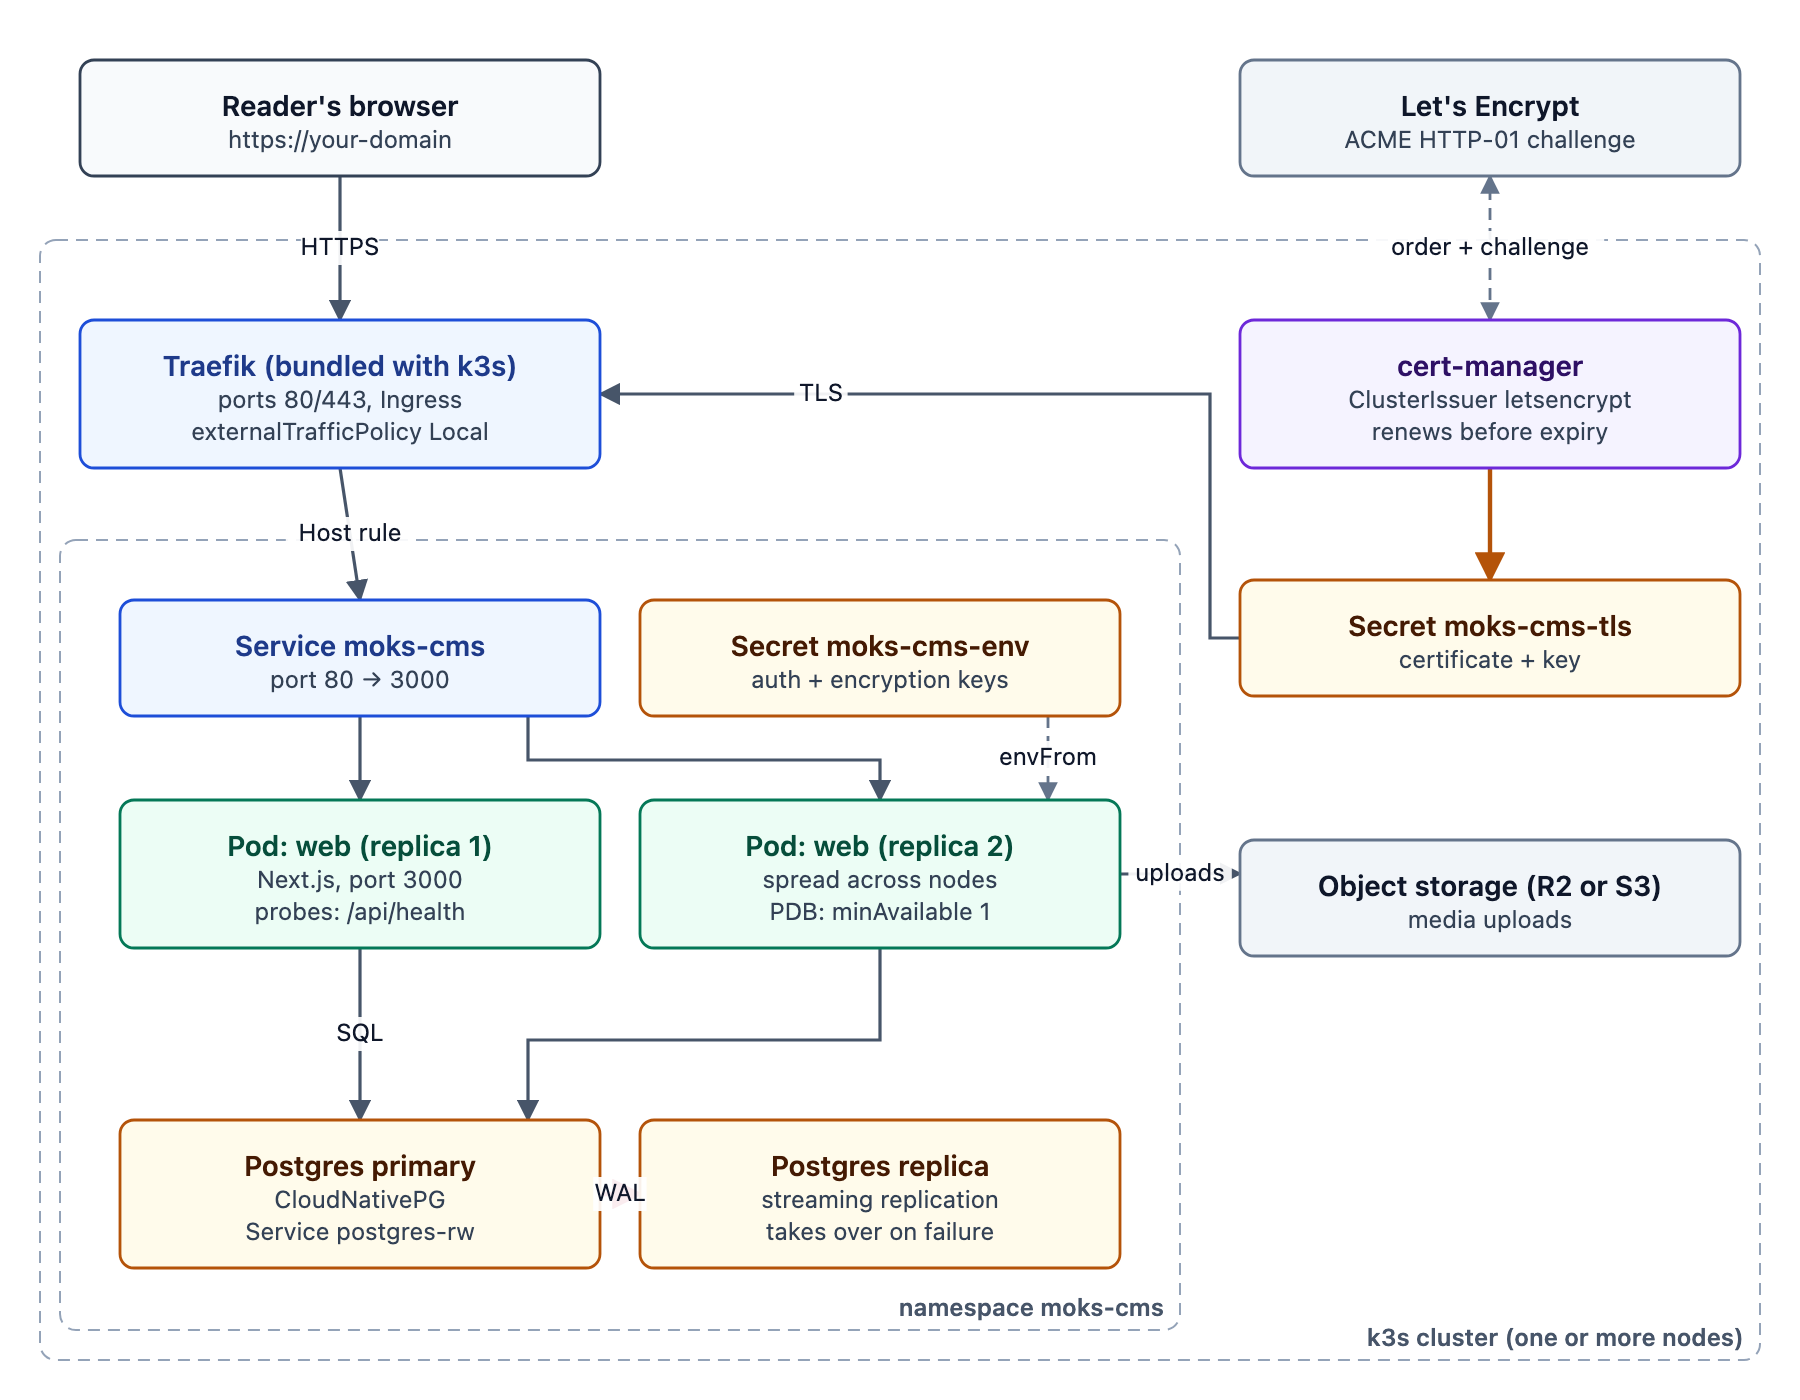 Reader's browser
https://your-domain
Let's Encrypt
ACME HTTP-01 challenge
HTTPS
order + challenge
Traefik (bundled with k3s)
ports 80/443, Ingress
externalTrafficPolicy Local
TLS
cert-manager
ClusterIssuer letsencrypt
renews before expiry
Host rule
Service moks-cms
port 80 → 3000
Secret moks-cms-env
auth + encryption keys
Secret moks-cms-tls
certificate + key
envFrom
Pod: web (replica 1)
Next.js, port 3000
probes: /api/health
Pod: web (replica 2)
spread across nodes
PDB: minAvailable 1
uploads
Object storage (R2 or S3)
media uploads
SQL
Postgres primary
CloudNativePG
Service postgres-rw
WAL
Postgres replica
streaming replication
takes over on failure
namespace moks-cms
k3s cluster (one or more nodes)